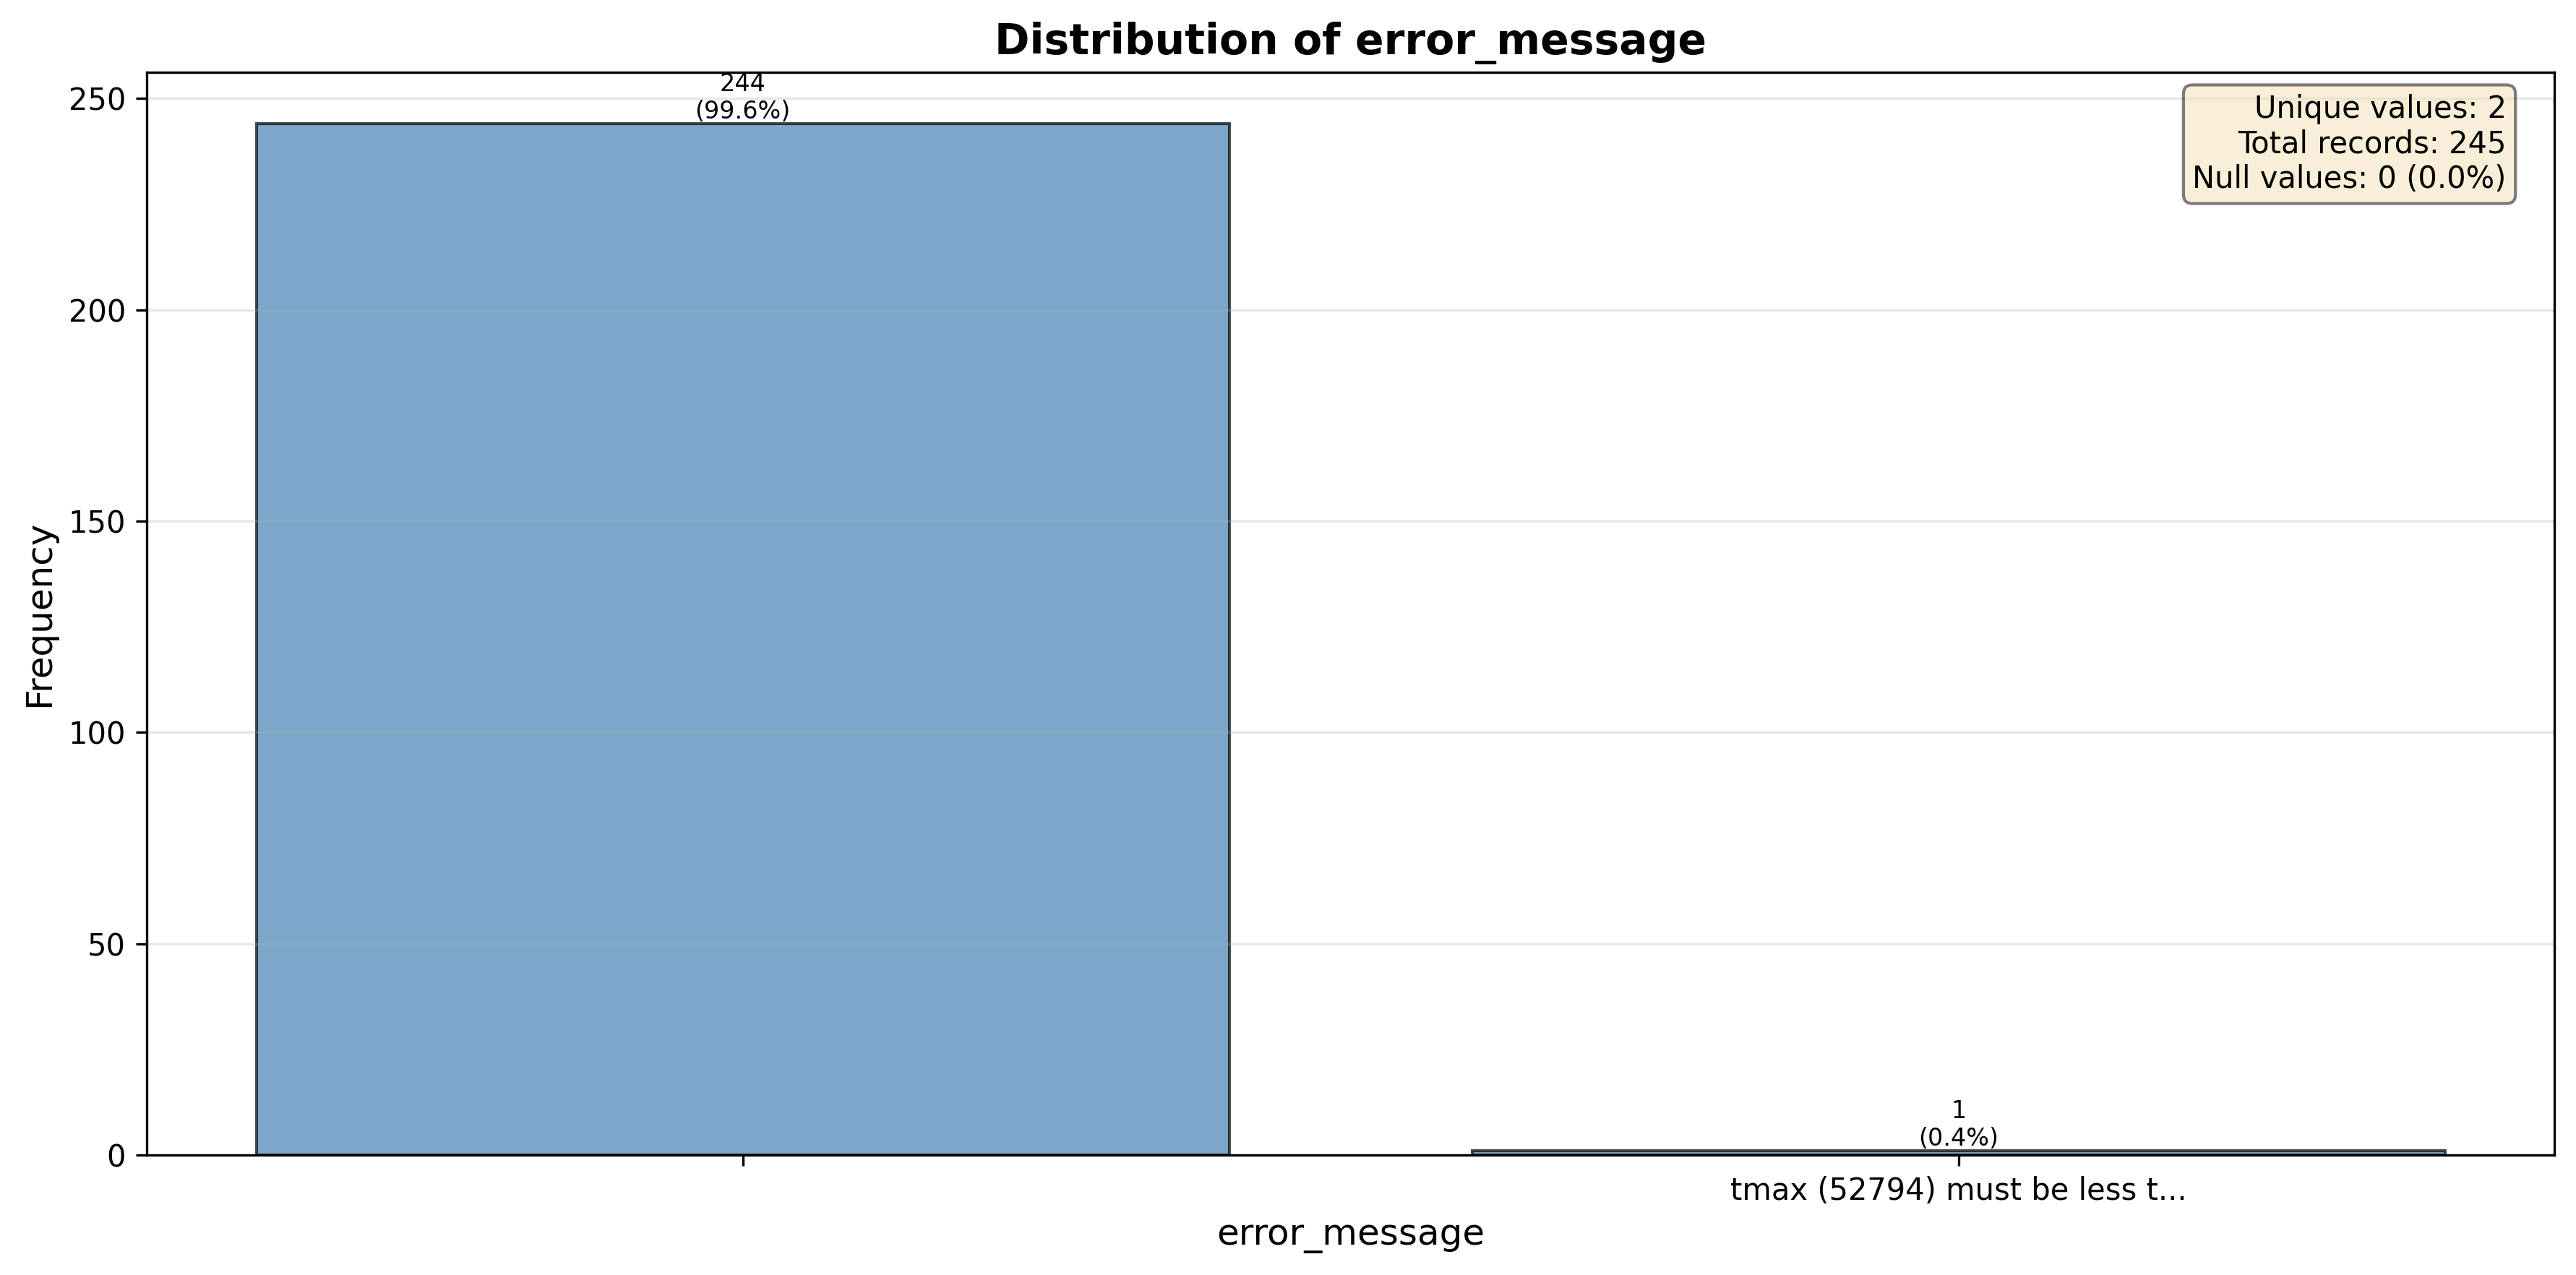 Distribution of error_message
244
(99.6%)
Unique values: 2
Total records: 245
Null values: 0 (0.0%)
250
200
150
100
50
0
Frequency
1
(0.4%)
tmax (52794) must be less t...
error_message